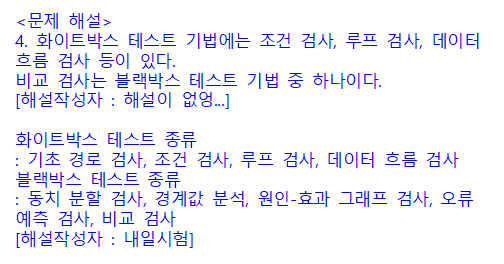 <문제 해설>
4. 화이트박스 테스트 기법에는 조건 검사, 루프 검사, 데이터
흐름 검사 등이 있다.
비교 검사는 블랙박스 테스트 기법 중 하나이다.
[해설작성자 : 해설이 없엉...]

화이트박스 테스트 종류
: 기초 경로 검사, 조건 검사, 루프 검사, 데이터 흐름 검사
블랙박스 테스트 종류
: 동치 분할 검사, 경계값 분석, 원인-효과 그래프 검사, 오류
예측 검사, 비교 검사
[해설작성자 : 내일시험]